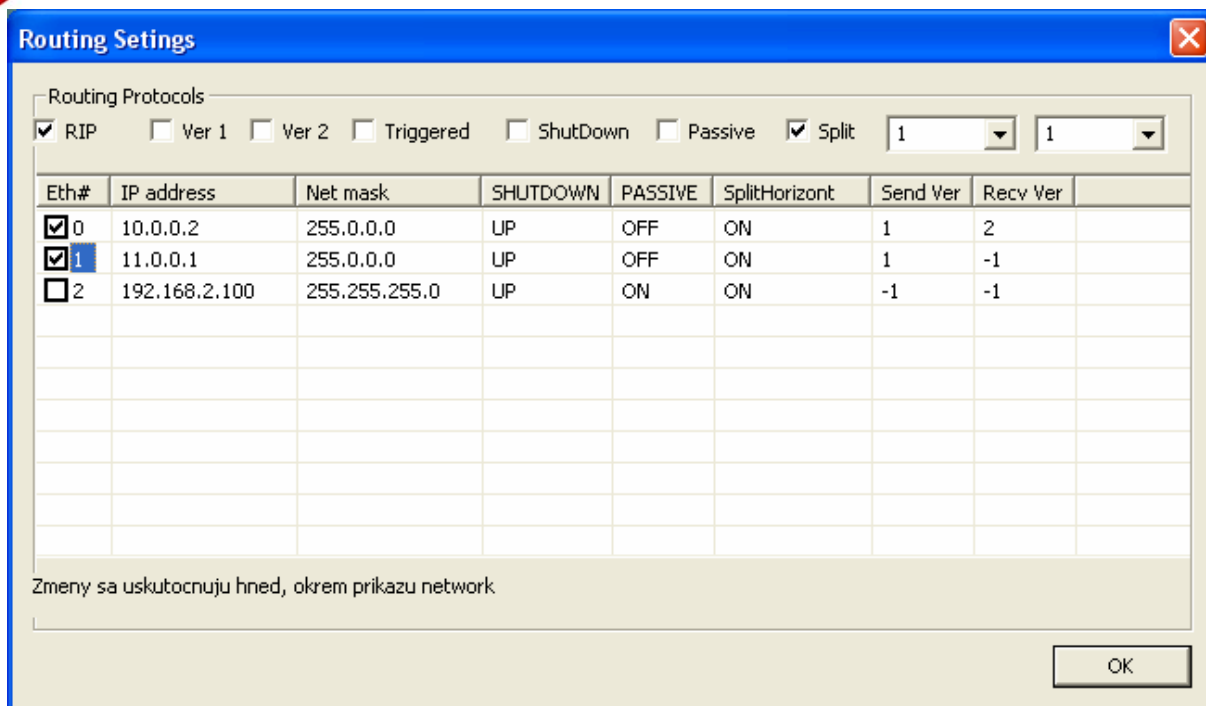 Routing Setings
Routing Protocols
RIP Ver 1 Ver 2 Triggered ShutDown Passive Split 1 1
Eth# IP address Net mask SHUTDOWN PASSIVE SplitHorizont Send Ver Recv Ver
0 10.0.0.2 255.0.0.0 UP OFF ON 1 2
1 11.0.0.1 255.0.0.0 UP OFF ON 1 -1
2 192.168.2.100 255.255.255.0 UP ON ON -1 -1
Zmeny sa uskutocnuju hned, okrem prikazu network
OK